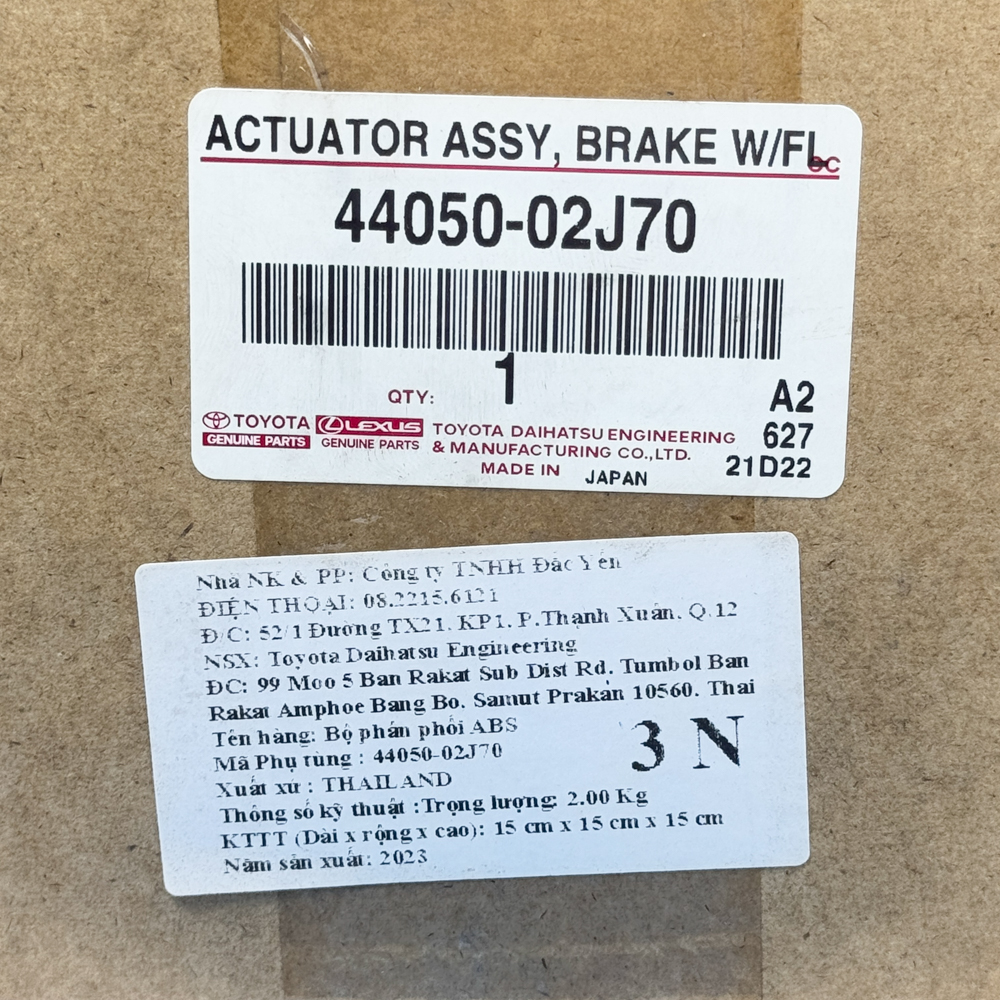 ACTUATOR ASSY, BRAKE W/FL
OC
44050-02J70
QTY: 1
A2
TOYOTA LEXUS TOYOTA DAIHATSU ENGINEERING 627
GENUINE PARTS GENUINE PARTS & MANUFACTURING CO.,LTD.
MADE IN JAPAN 21D22
Nhà NK & PP: Công ty TNHH Đắc Yến
ĐIỆN THOẠI: 08.2215.6121
Đ/C: 52/1 Đường TX21. KP1. P.Thạnh Xuân. Q.12
NSX: Toyota Daihatsu Engineering
ĐC: 99 Moo 5 Ban Rakat Sub Dist Rd. Tumbol Ban
Rakat Amphoe Bang Bo. Samut Prakan 10560. Thai
Tên hàng: Bộ phân phối ABS
Mã Phụ tùng : 44050-02J70
3 N
Xuất xứ : THAILAND
Thông số kỹ thuật :Trọng lượng: 2.00 Kg
KTTT (Dài x rộng x cao): 15 cm x 15 cm x 15 cm
Năm sản xuất: 2023